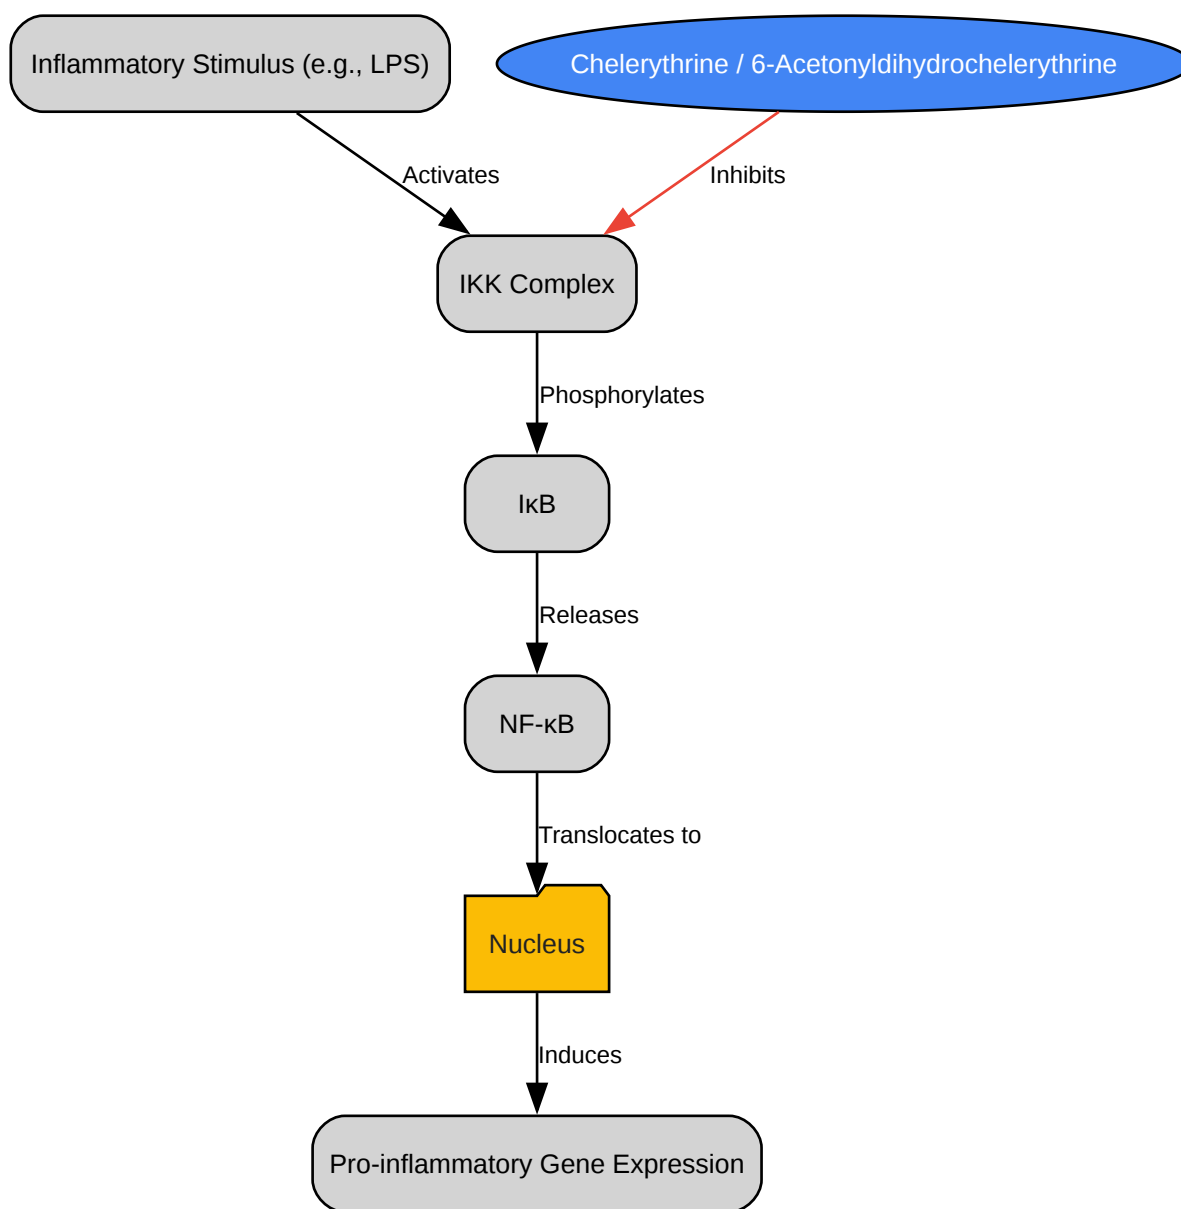 Inflammatory Stimulus (e.g., LPS)
Chelerythrine / 6-Acetonyldihydrochelerythrine
Activates
Inhibits
IKK Complex
Phosphorylates
IκB
Releases
NF-κB
Translocates to
Nucleus
Induces
Pro-inflammatory Gene Expression